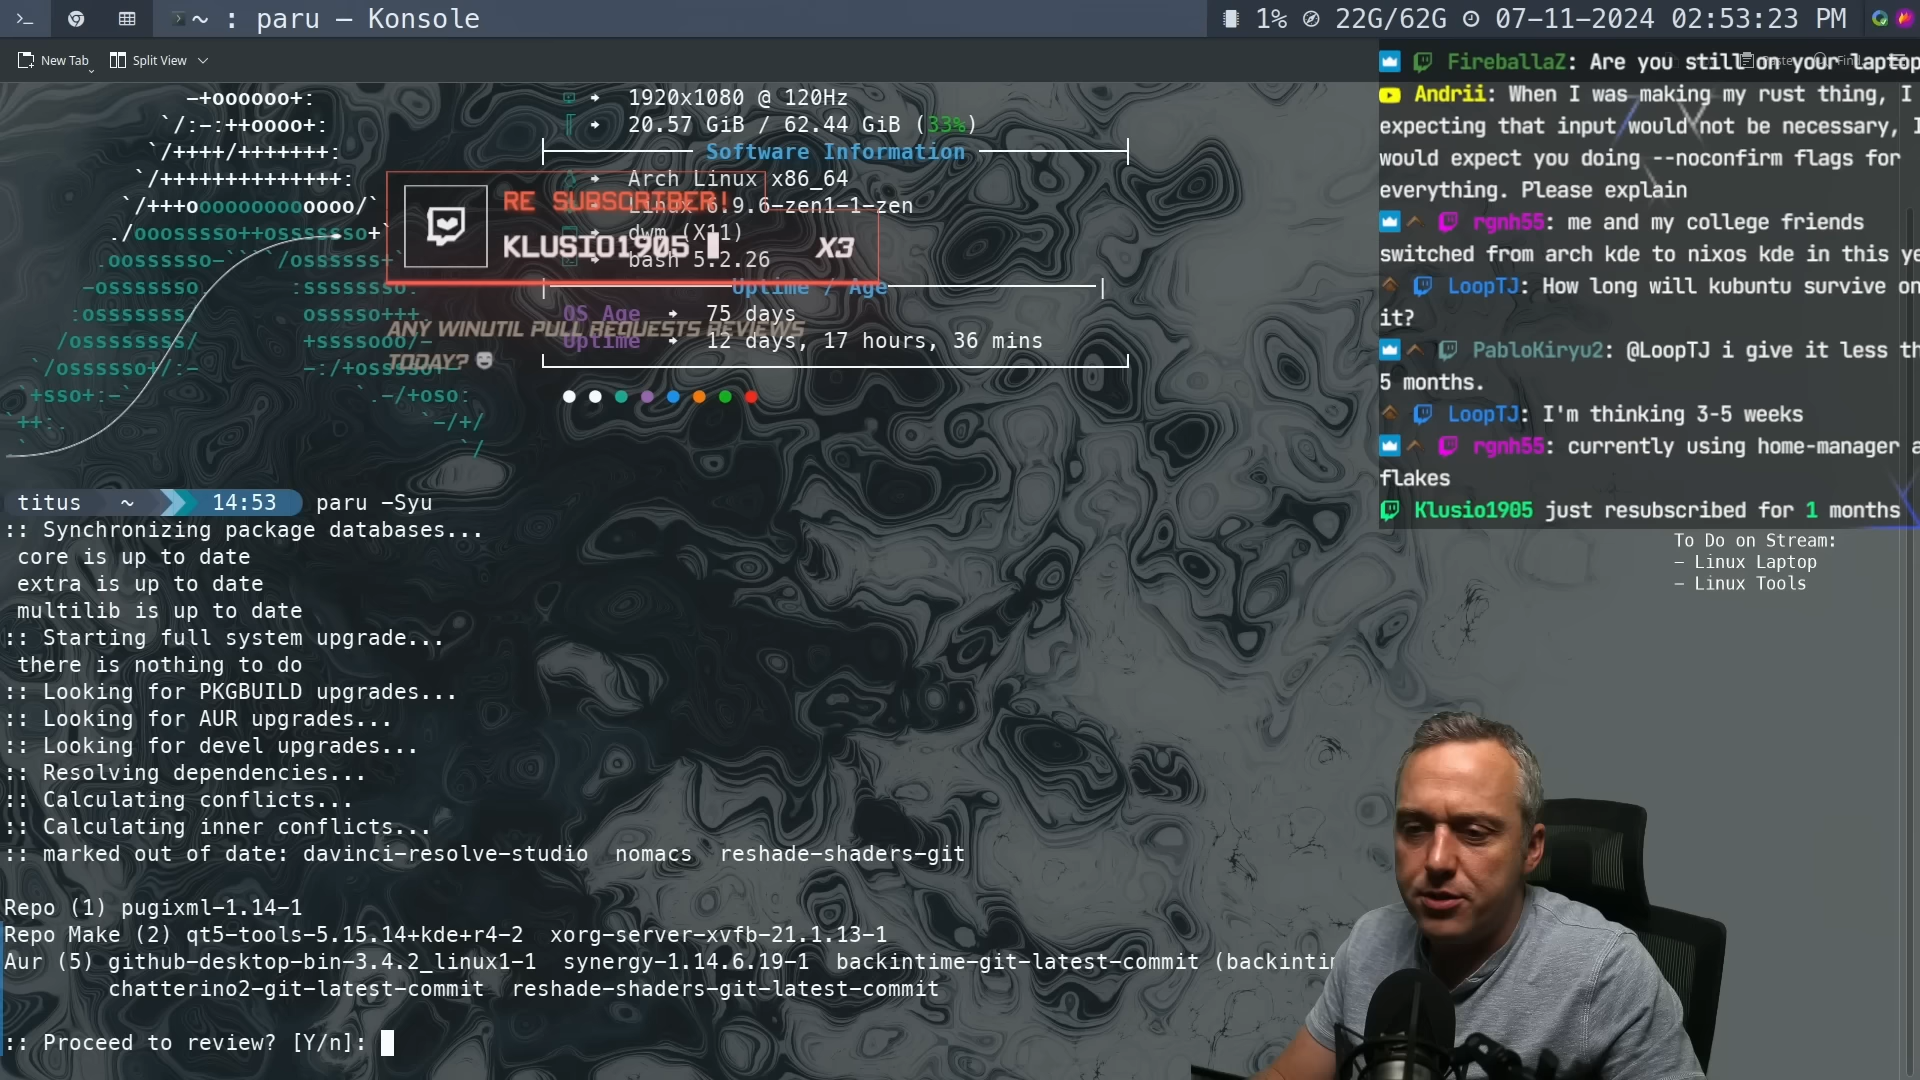 ~ : paru — Konsole
1% 22G/62G 07-11-2024 02:53:23 PM
New Tab Split View
1920x1080 @ 120Hz
20.57 GiB / 62.44 GiB (33%)
Software Information
Arch Linux x86_64
Linux 6.9.6-zen1-1-zen
dwm (X11)
bash 5.2.26
Uptime / Age
OS Age 75 days
Uptime 12 days, 17 hours, 36 mins
RE SUBSCRIBER!
KLUSIO1905 X3
ANY WINUTIL PULL REQUESTS REVIEWS
TODAY?
titus ~ 14:53 paru -Syu
:: Synchronizing package databases...
core is up to date
extra is up to date
multilib is up to date
:: Starting full system upgrade...
there is nothing to do
:: Looking for PKGBUILD upgrades...
:: Looking for AUR upgrades...
:: Looking for devel upgrades...
:: Resolving dependencies...
:: Calculating conflicts...
:: Calculating inner conflicts...
:: marked out of date: davinci-resolve-studio nomacs reshade-shaders-git
Repo (1) pugixml-1.14-1
Repo Make (2) qt5-tools-5.15.14+kde+r4-2 xorg-server-xvfb-21.1.13-1
Aur (5) github-desktop-bin-3.4.2_linux1-1 synergy-1.14.6.19-1 backintime-git-latest-commit
chatterino2-git-latest-commit reshade-shaders-git-latest-commit
:: Proceed to review? [Y/n]:
FireballaZ: Are you still on your laptop
Andrii: When I was making my rust thing, I
expecting that input would not be necessary, I
would expect you doing --noconfirm flags for
everything. Please explain
rgnh55: me and my college friends
switched from arch kde to nixos kde in this
LoopTJ: How long will kubuntu survive on
it?
PabloKiryu2: @LoopTJ i give it less
5 months.
LoopTJ: I'm thinking 3-5 weeks
rgnh55: currently using home-manager
flakes
Klusio1905 just resubscribed for 1 months
To Do on Stream:
- Linux Laptop
- Linux Tools